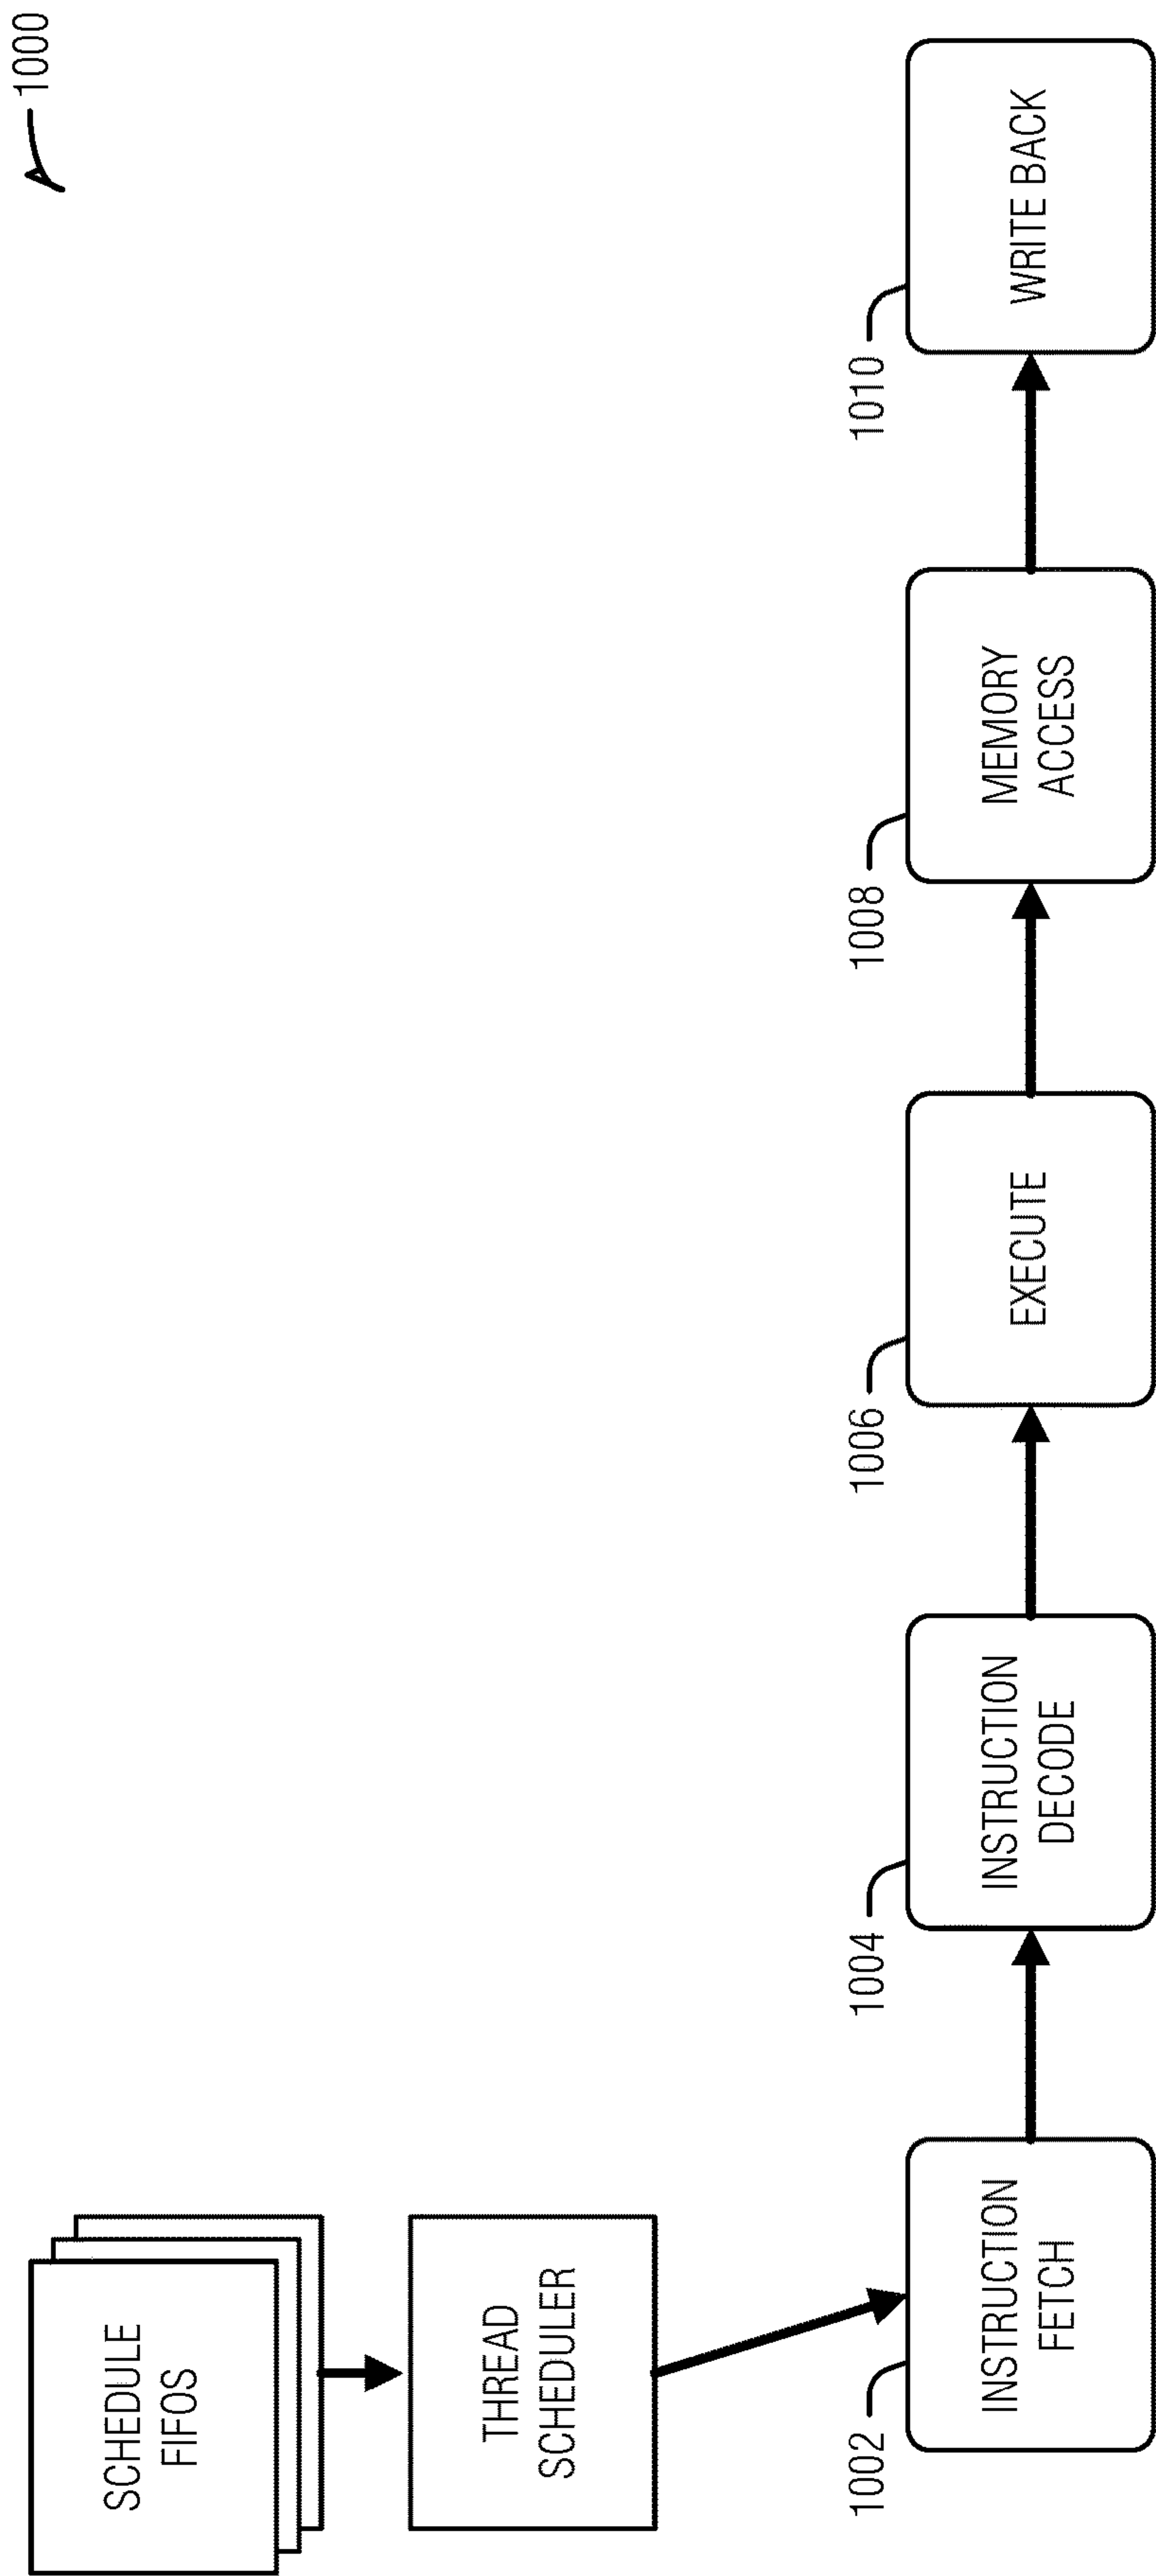 1000
SCHEDULE
FIFOS
THREAD
SCHEDULER
1002
INSTRUCTION
FETCH
1004
INSTRUCTION
DECODE
1006
EXECUTE
1008
MEMORY
ACCESS
1010
WRITE BACK